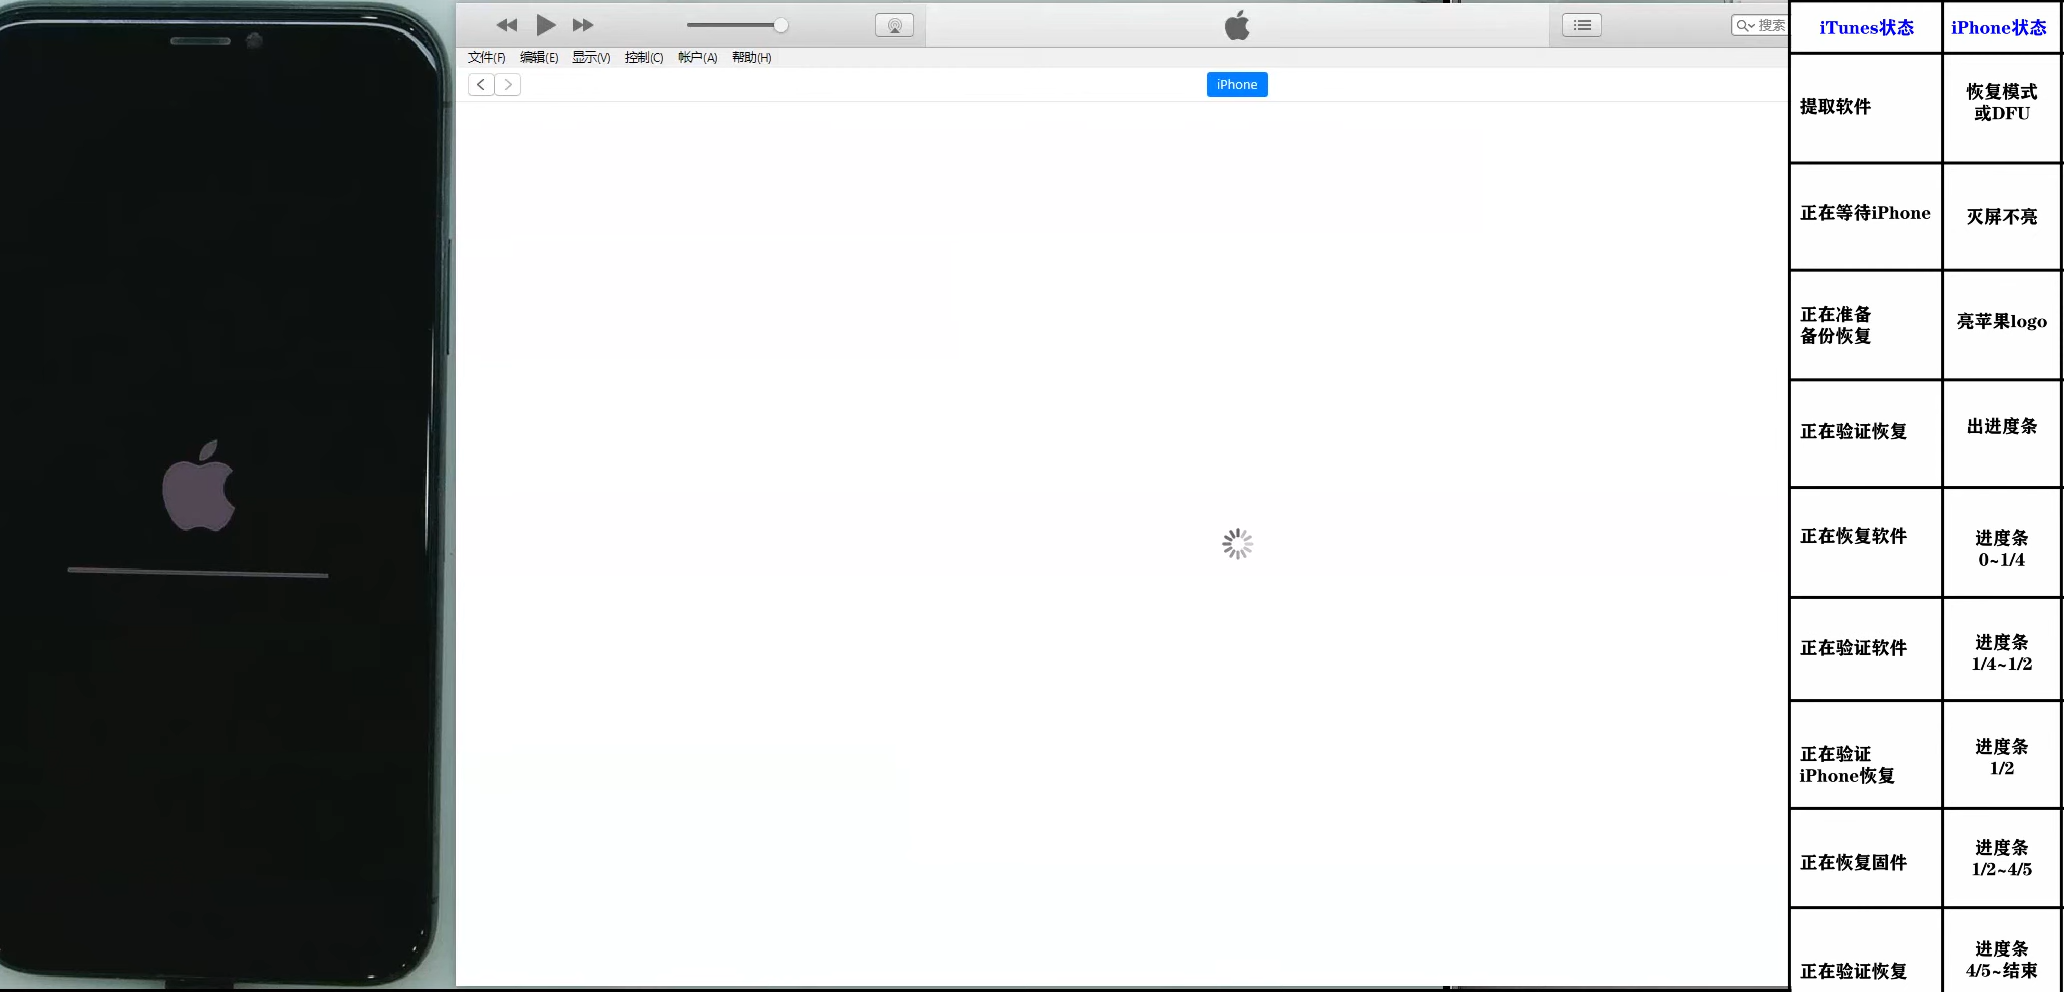 搜索
文件(F) 编辑(E) 显示(V) 控制(C) 帐户(A) 帮助(H)
iPhone
iTunes状态 iPhone状态
提取软件
恢复模式
或DFU
正在等待iPhone
灭屏不亮
正在准备
备份恢复
亮苹果logo
正在验证恢复
出进度条
正在恢复软件
进度条
0~1/4
正在验证软件
进度条
1/4~1/2
正在验证
iPhone恢复
进度条
1/2
正在恢复固件
进度条
1/2~4/5
正在验证恢复
进度条
4/5~结束